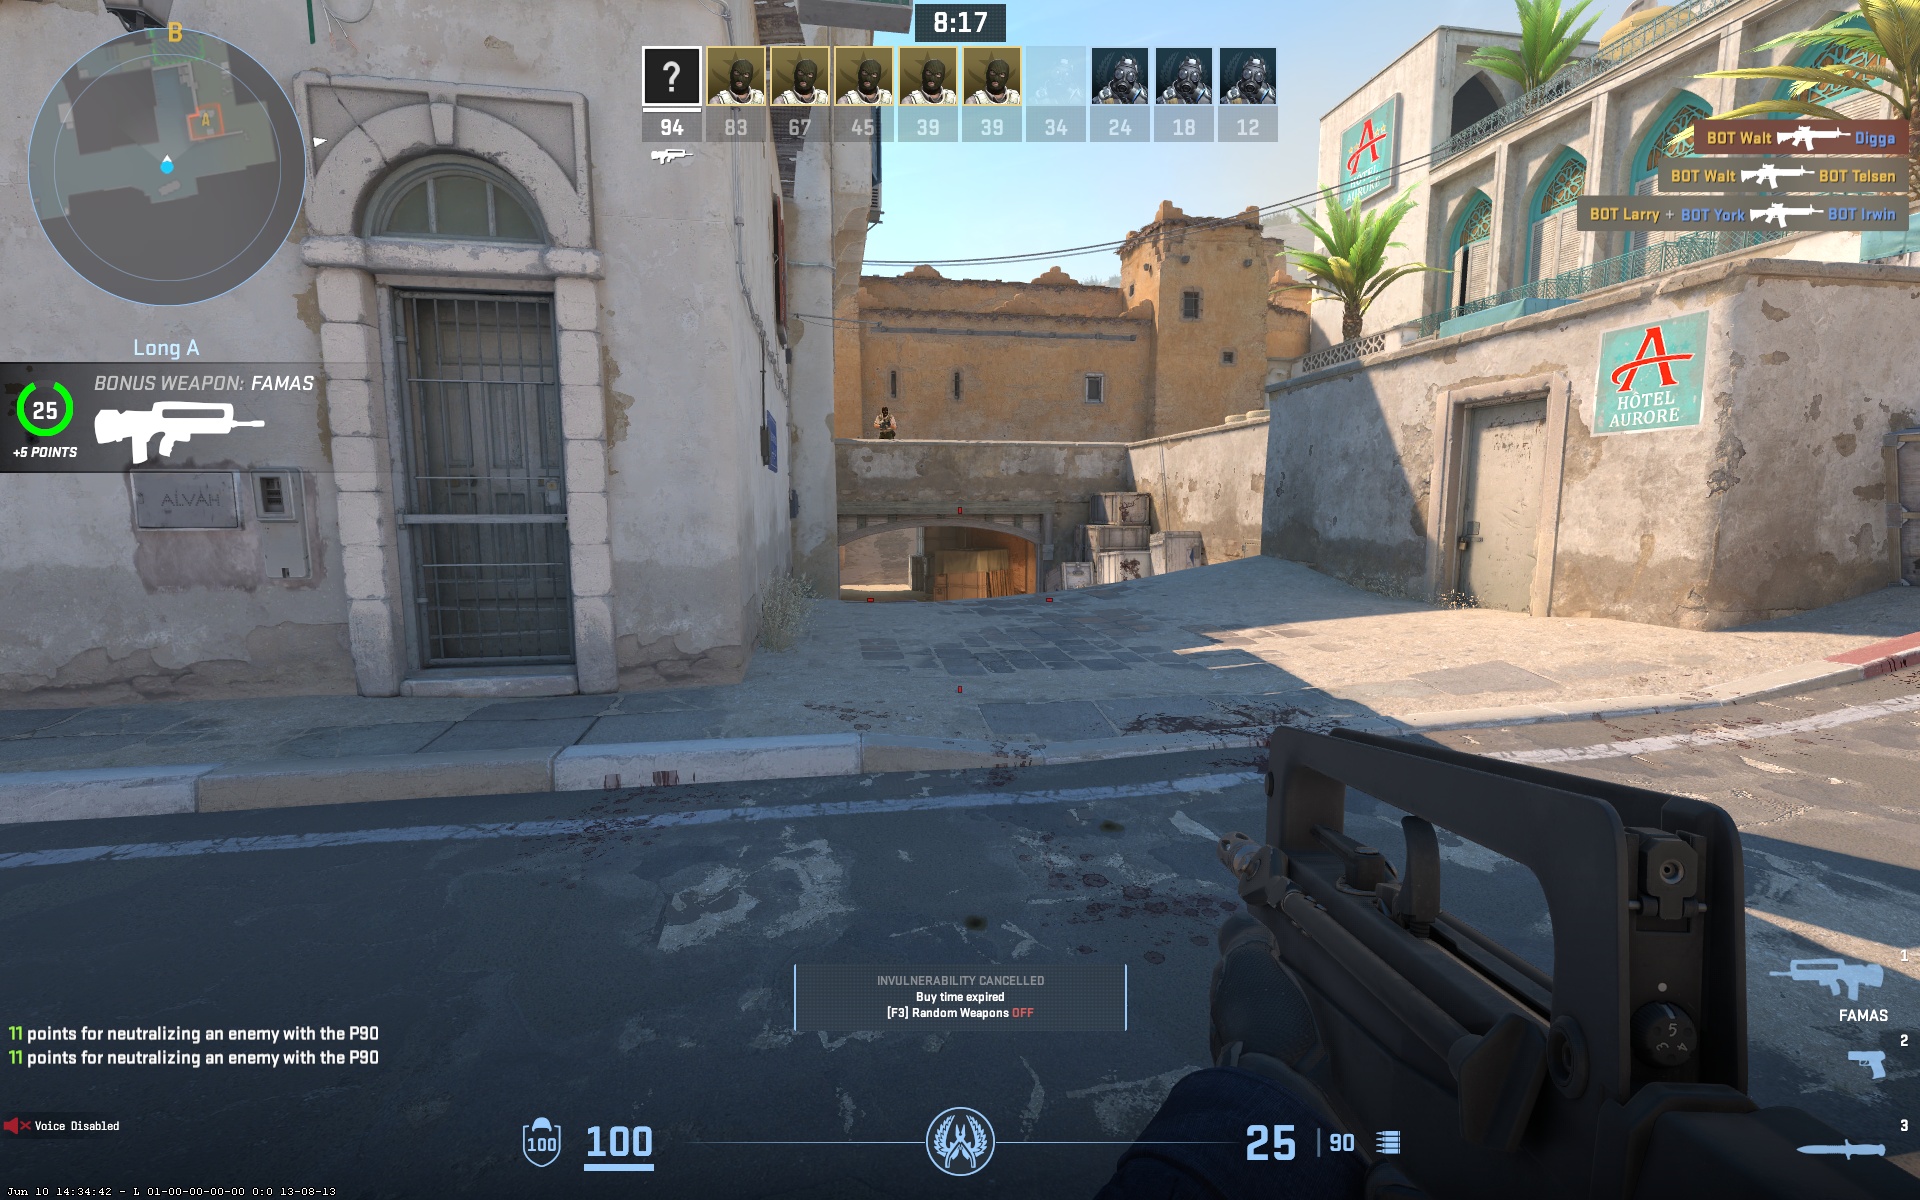 B
8:17
?
94 83 67 45 39 39 34 24 18 12
A
BOT Walt Digga
BOT Walt BOT Telsen
BOT Larry + BOT York BOT Irwin
A
HÔTEL
AURORE
Long A
BONUS WEAPON: FAMAS
25
+5 POINTS
ALVAH
A
HÔTEL
AURORE
INVULNERABILITY CANCELLED
Buy time expired
[F3] Random Weapons OFF
11 points for neutralizing an enemy with the P90
11 points for neutralizing an enemy with the P90
1
FAMAS
2
3
5
Voice Disabled
100 100
25 90
Jun 10 14:34:42 - L 01-00-00-00-00 0:0 13-08-13